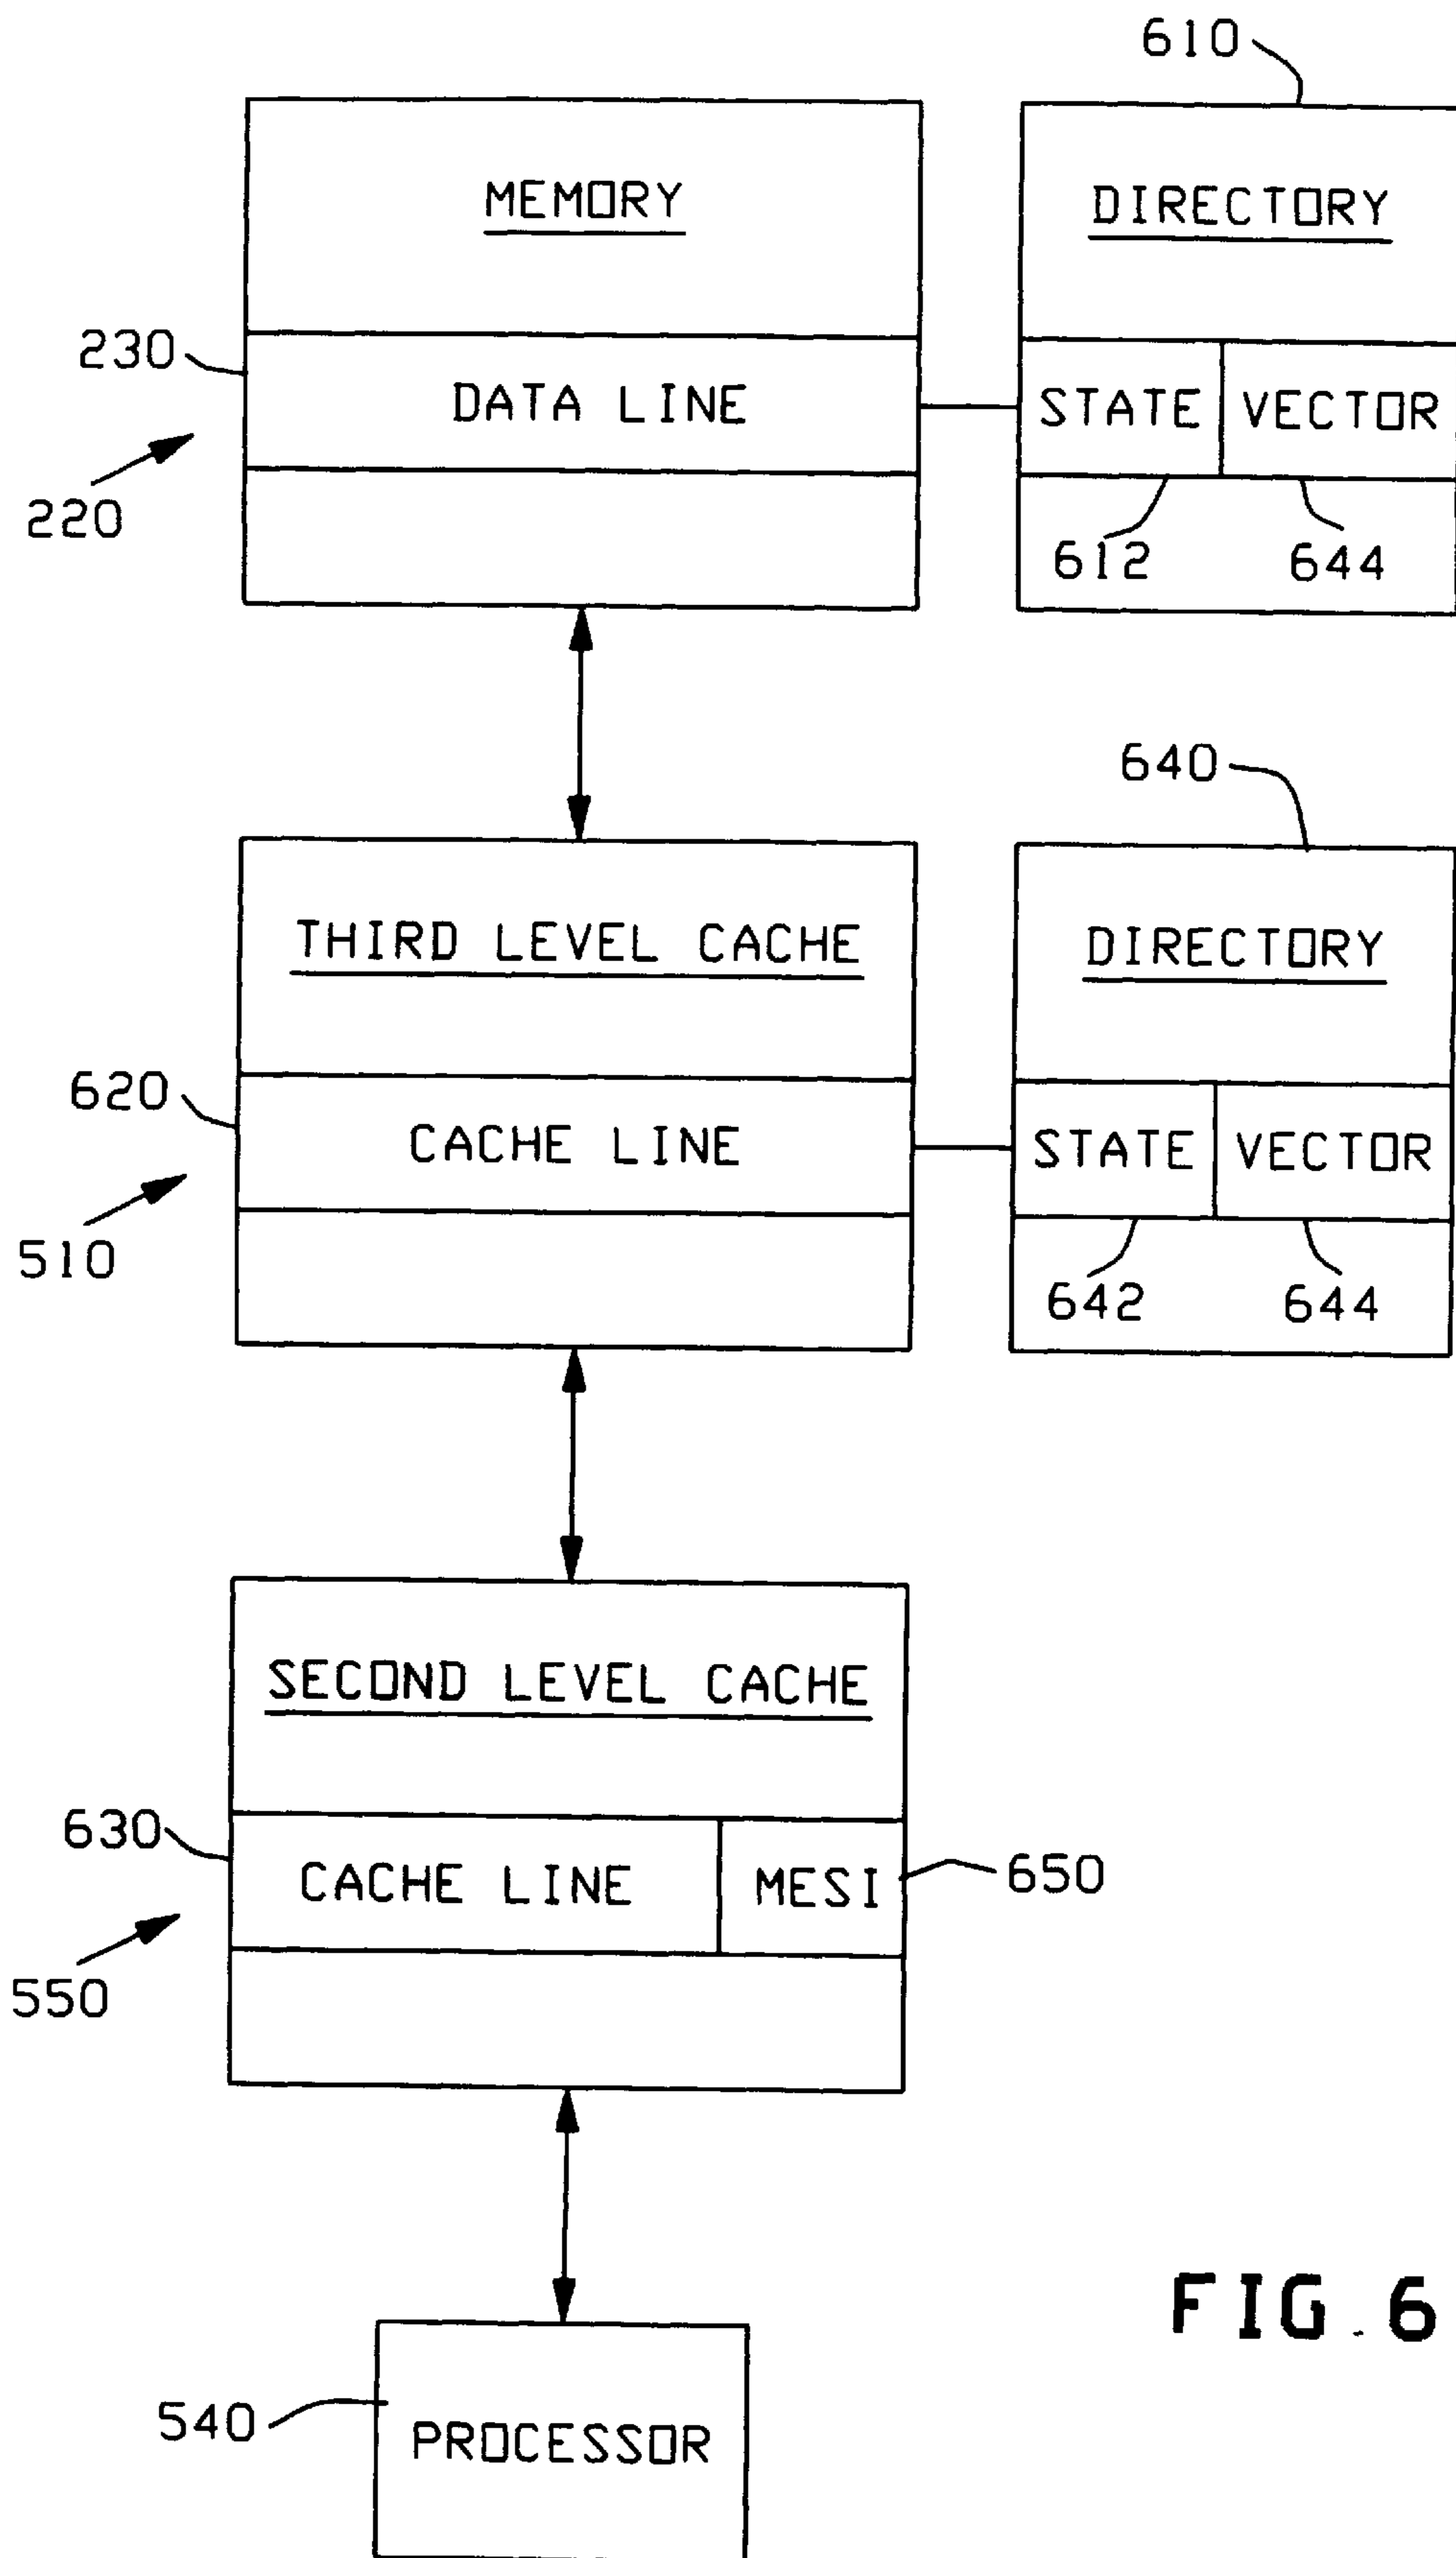 610
MEMORY
DIRECTORY
230
DATA LINE
STATE
VECTOR
220
612
644
640
THIRD LEVEL CACHE
DIRECTORY
620
CACHE LINE
STATE
VECTOR
510
642
644
SECOND LEVEL CACHE
630
CACHE LINE
MESI
650
550
540
PROCESSOR
FIG. 6